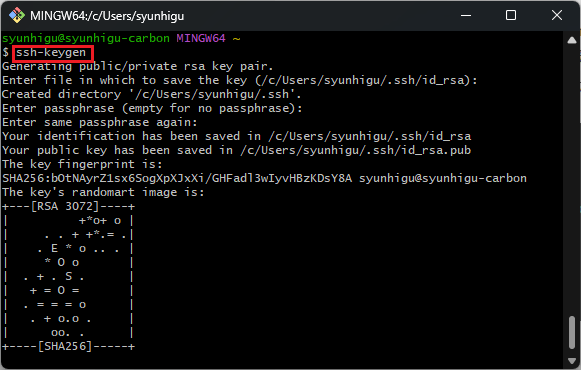 MINGW64:/c/Users/syunhigu
syunhigu@syunhigu-carbon MINGW64 ~
$ ssh-keygen
Generating public/private rsa key pair.
Enter file in which to save the key (/c/Users/syunhigu/.ssh/id_rsa):
Created directory '/c/Users/syunhigu/.ssh'.
Enter passphrase (empty for no passphrase):
Enter same passphrase again:
Your identification has been saved in /c/Users/syunhigu/.ssh/id_rsa
Your public key has been saved in /c/Users/syunhigu/.ssh/id_rsa.pub
The key fingerprint is:
SHA256:bOtNAyrZ1sx6SogXpXJxXi/GHFadl3wIyvHBzKDsY8A syunhigu@syunhigu-carbon
The key's randomart image is:
+---[RSA 3072]----+
|         +*o+ o |
|     . . + +*.= .|
|    . E * o .. . |
|     * O o       |
|  . + . S .      |
|   + = O =       |
|  . = = = o      |
|   . + o.o .     |
|      oo. .      |
+----[SHA256]-----+